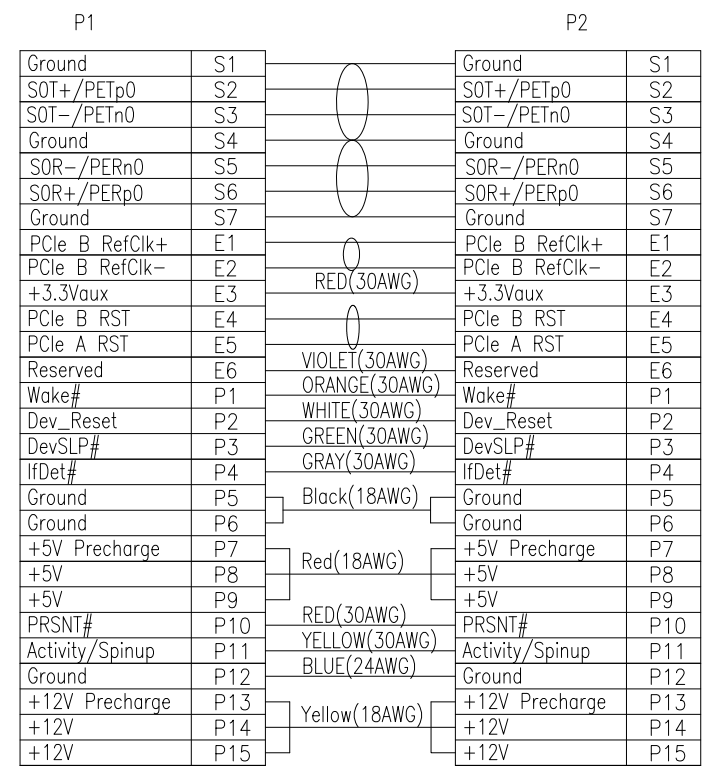 P1 P2
Ground S1 Ground S1
S0T+/PETp0 S2 S0T+/PETp0 S2
S0T-/PETn0 S3 S0T-/PETn0 S3
Ground S4 Ground S4
S0R-/PERn0 S5 S0R-/PERn0 S5
S0R+/PERp0 S6 S0R+/PERp0 S6
Ground S7 Ground S7
PCIe B RefClk+ E1 PCIe B RefClk+ E1
PCIe B RefClk- E2 PCIe B RefClk- E2
+3.3Vaux E3 RED(30AWG) +3.3Vaux E3
PCIe B RST E4 PCIe B RST E4
PCIe A RST E5 PCIe A RST E5
Reserved E6 VIOLET(30AWG) Reserved E6
Wake# P1 ORANGE(30AWG) Wake# P1
Dev_Reset P2 WHITE(30AWG) Dev_Reset P2
DevSLP# P3 GREEN(30AWG) DevSLP# P3
IfDet# P4 GRAY(30AWG) IfDet# P4
Ground P5 Black(18AWG) Ground P5
Ground P6 Ground P6
+5V Precharge P7 +5V Precharge P7
+5V P8 Red(18AWG) +5V P8
+5V P9 +5V P9
PRSNT# P10 RED(30AWG) PRSNT# P10
Activity/Spinup P11 YELLOW(30AWG) Activity/Spinup P11
Ground P12 BLUE(24AWG) Ground P12
+12V Precharge P13 +12V Precharge P13
+12V P14 Yellow(18AWG) +12V P14
+12V P15 +12V P15